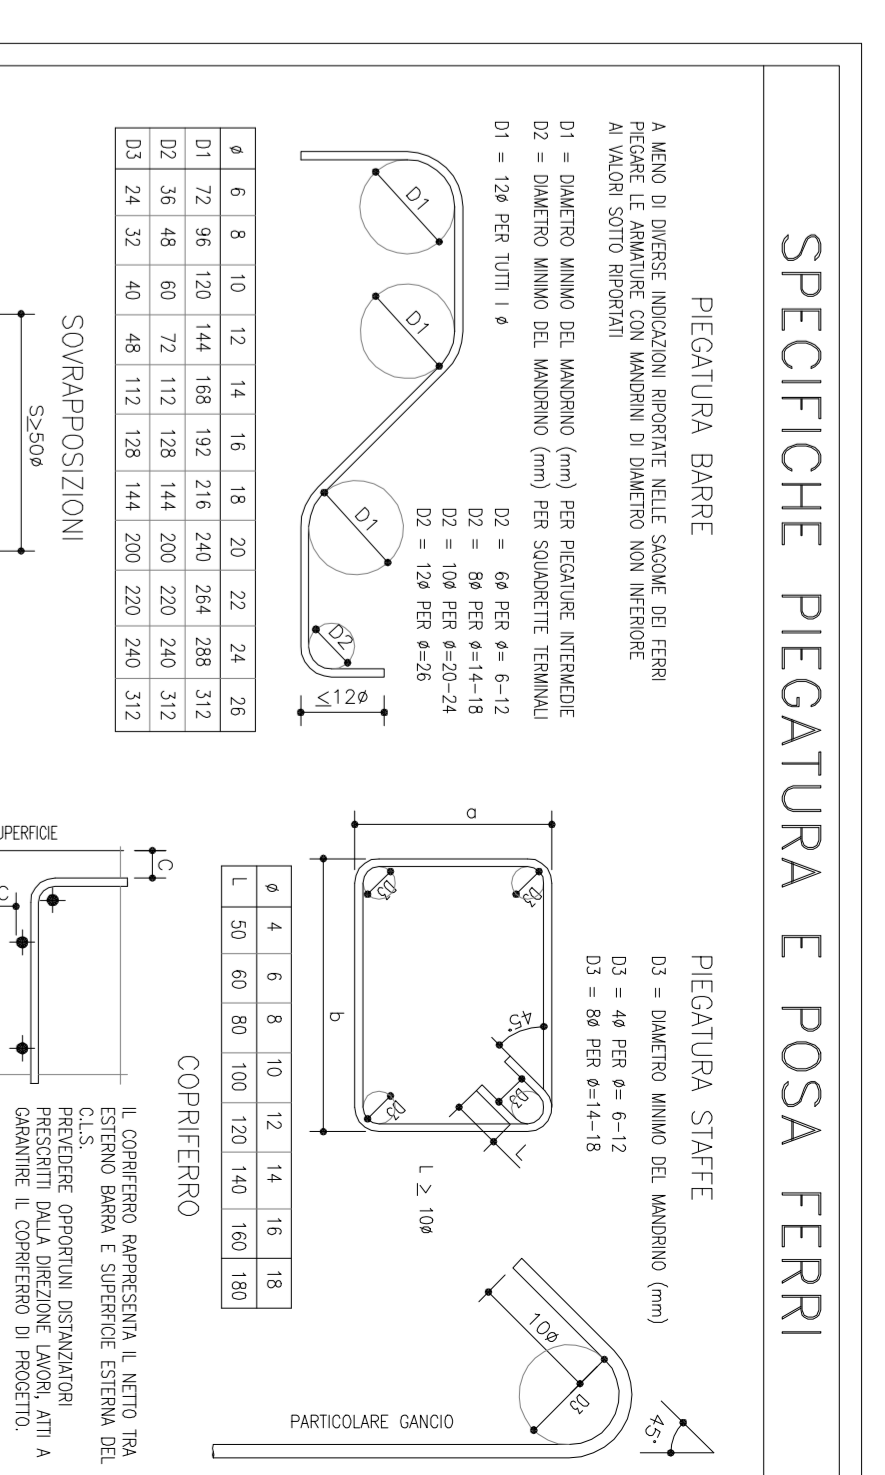 SPECIFICHE PIEGATURA E POSA FERRI
PIEGATURA BARRE
A MENO DI DIVERSE INDICAZIONI RIPORTATE NELLE SAGOME DEI FERRI
PIEGARE LE ARMATURE CON MANDRINI DI DIAMETRO NON INFERIORE
AI VALORI SOTTO RIPORTATI
D1 = DIAMETRO MINIMO DEL MANDRINO (mm) PER PIEGATURE INTERMEDIE
D2 = DIAMETRO MINIMO DEL MANDRINO (mm) PER SQUADRETTE TERMINALI
D1 = 12ø PER TUTTI I ø
D2 = 6ø PER ø= 6-12
D2 = 8ø PER ø=14-18
D2 = 10ø PER ø=20-24
D2 = 12ø PER ø=26
D1
D1
D1
D2
≤12ø
ø 6 8 10 12 14 16 18 20 22 24 26
D1 72 96 120 144 168 192 216 240 264 288 312
D2 36 48 60 72 112 128 144 200 220 240 312
D3 24 32 40 48 112 128 144 200 220 240 312
SOVRAPPOSIZIONI
S≥50ø
PIEGATURA STAFFE
D3 = DIAMETRO MINIMO DEL MANDRINO (mm)
D3 = 4ø PER ø= 6-12
D3 = 8ø PER ø=14-18
a
b
D3
D3
D3
D3
45°
L
L ≥ 10ø
ø 4 6 8 10 12 14 16 18
L 50 60 80 100 120 140 160 180
45°
10ø
D3
PARTICOLARE GANCIO
COPRIFERRO
UPERFICIE
C
C
IL COPRIFERRO RAPPRESENTA IL NETTO TRA
ESTERNO BARRA E SUPERFICIE ESTERNA DEL
C.L.S.
PREVEDERE OPPORTUNI DISTANZIATORI
PRESCRITTI DALLA DIREZIONE LAVORI, ATTI A
GARANTIRE IL COPRIFERRO DI PROGETTO.